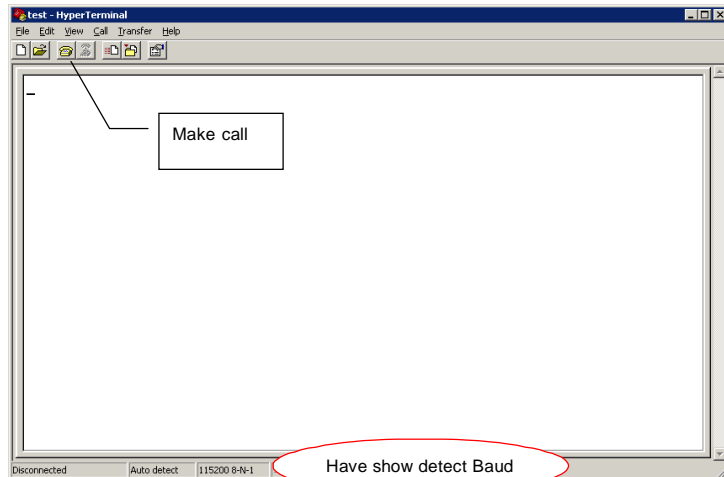 test - HyperTerminal
File Edit View Call Transfer Help
Make call
Disconnected Auto detect 115200 8-N-1
Have show detect Baud